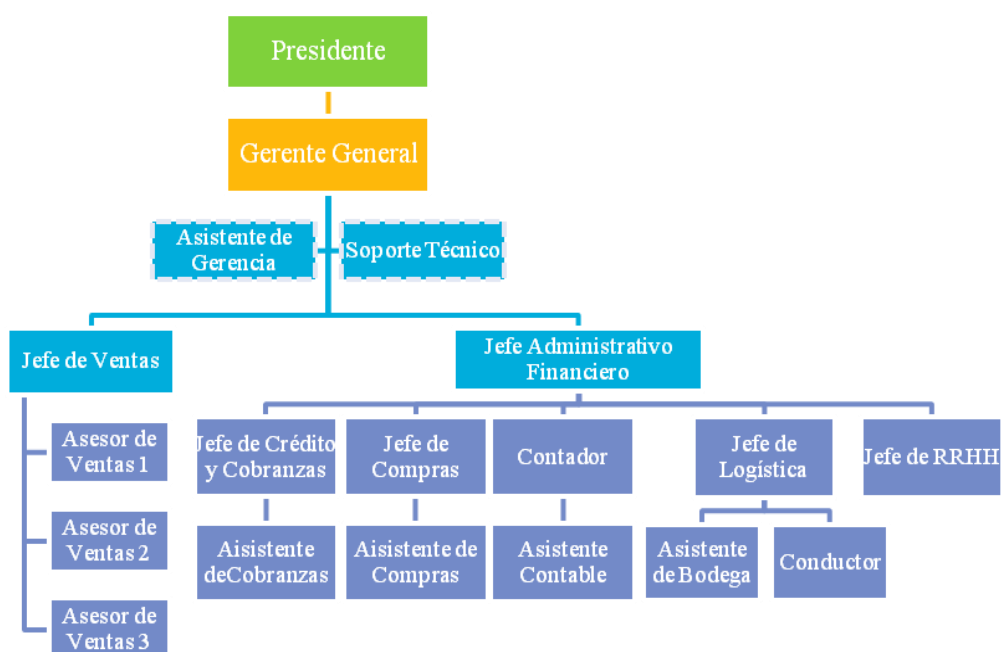 Presidente
Gerente General
Asistente de
Gerencia
Soporte Técnico
Jefe de Ventas
Jefe Administrativo
Financiero
Asesor de
Ventas 1
Asesor de
Ventas 2
Asesor de
Ventas 3
Jefe de Crédito
y Cobranzas
Jefe de
Compras
Contador
Jefe de
Logística
Jefe de RRHH
Aisistente
deCobranzas
Aisistente de
Compras
Asistente
Contable
Asistente
de Bodega
Conductor